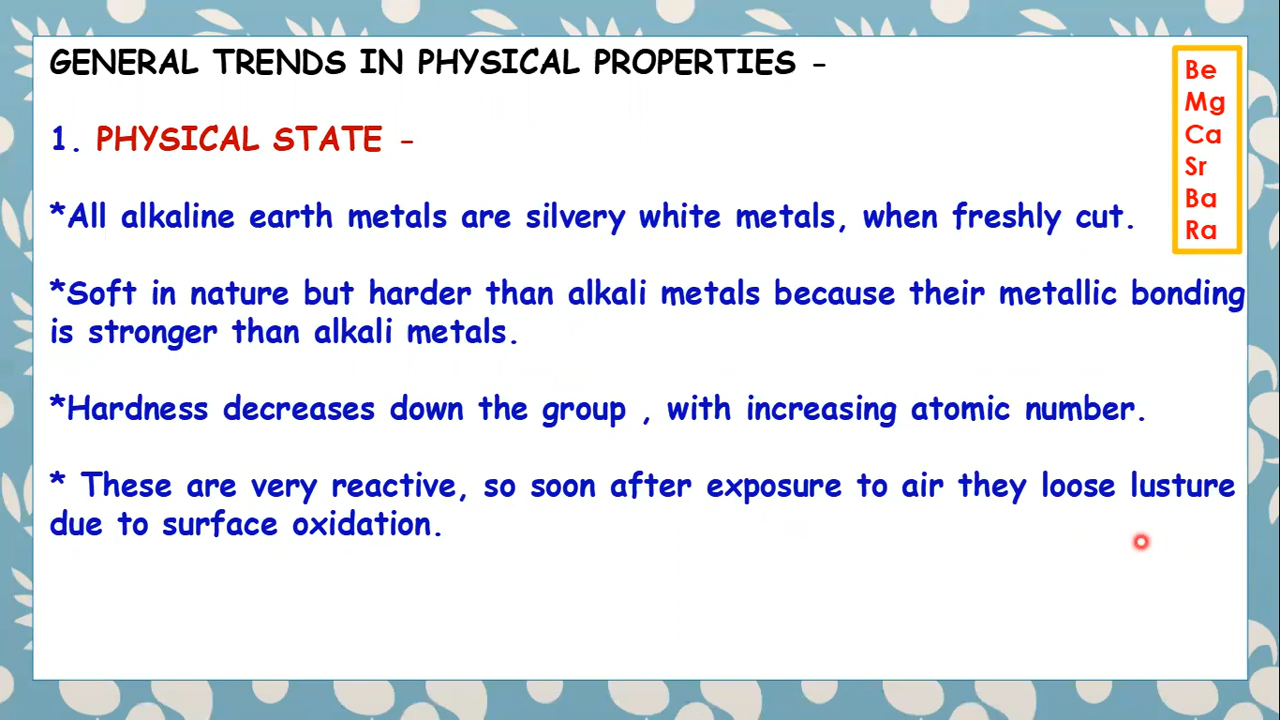 GENERAL TRENDS IN PHYSICAL PROPERTIES -
1. PHYSICAL STATE -
*All alkaline earth metals are silvery white metals, when freshly cut.
*Soft in nature but harder than alkali metals because their metallic bonding
is stronger than alkali metals.
*Hardness decreases down the group , with increasing atomic number.
* These are very reactive, so soon after exposure to air they loose lusture
due to surface oxidation.
Be
Mg
Ca
Sr
Ba
Ra